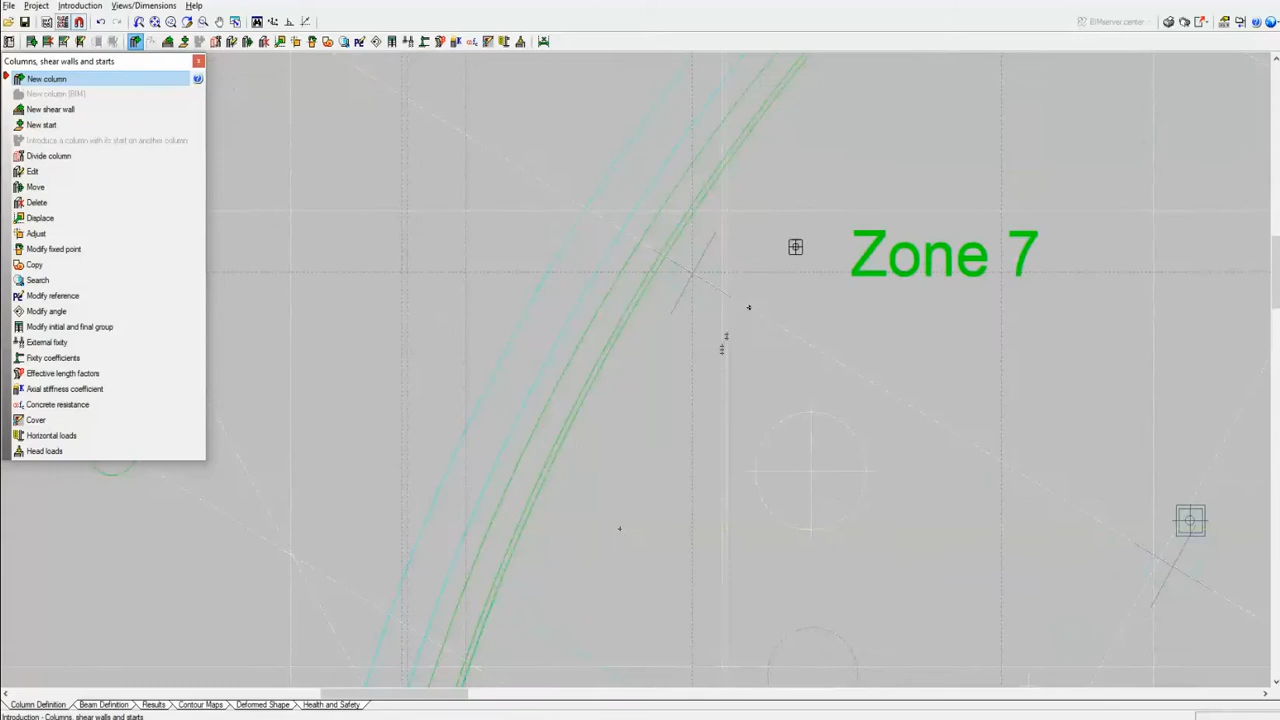 File Project Introduction Views/Dimensions Help
BIMserver.center
Columns, shear walls and starts
New column
New column [BIM]
New shear wall
New start
Introduce a column with its start on another column
Divide column
Edit
Move
Delete
Displace
Adjust
Modify fixed point
Copy
Search
Modify reference
Modify angle
Modify initial and final group
External fixity
Fixity coefficients
Effective length factors
Axial stiffness coefficient
Concrete resistance
Cover
Horizontal loads
Head loads
Zone 7
Column Definition Beam Definition Results Contour Maps Deformed Shape Health and Safety
Introduction - Columns, shear walls and starts